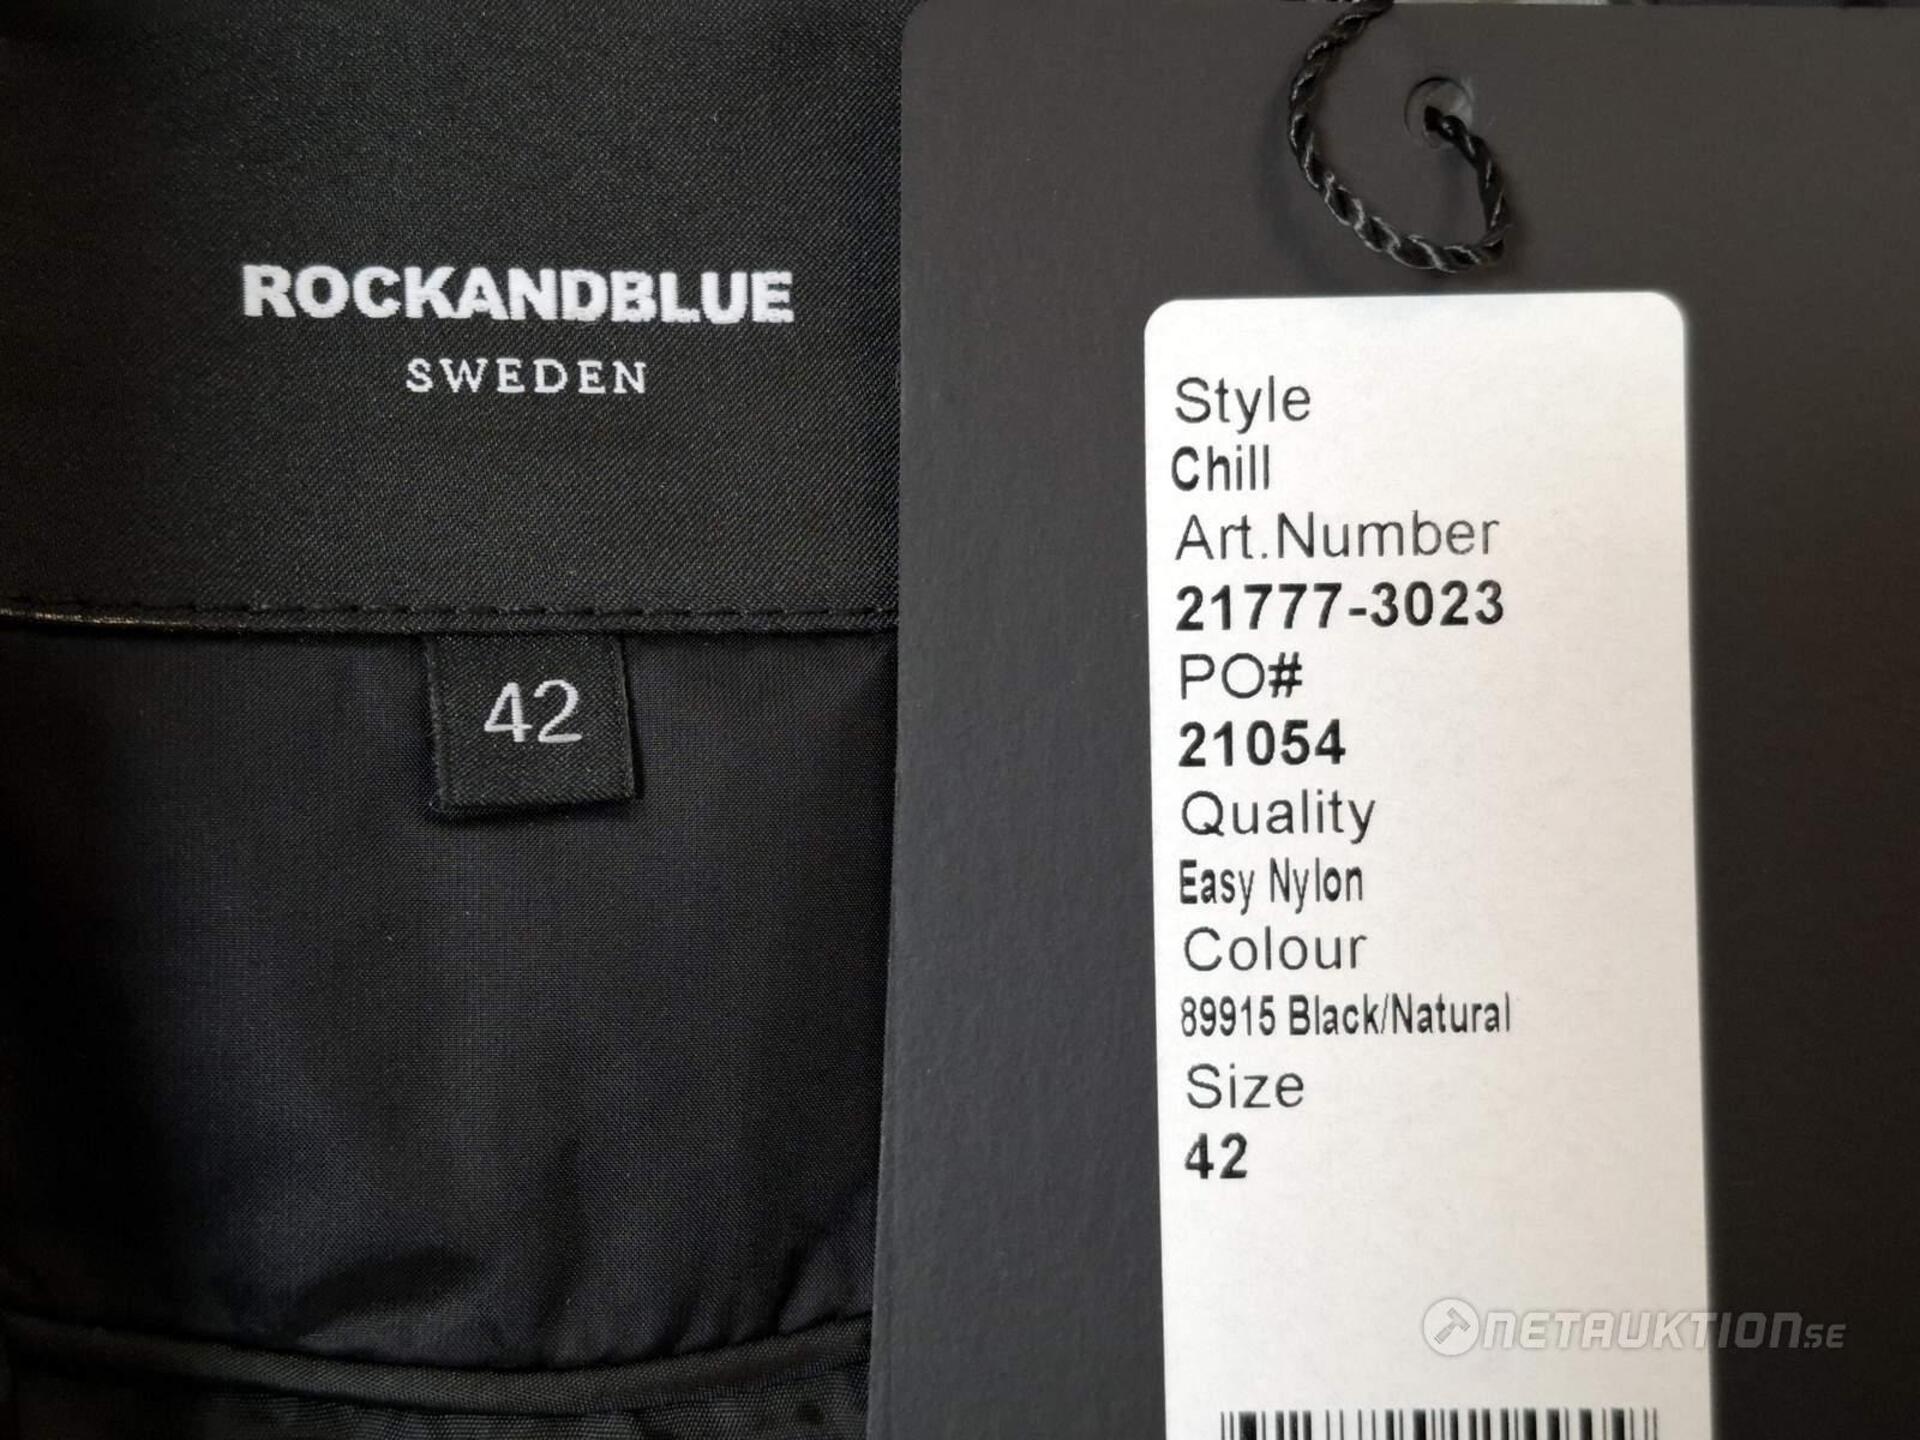 ROCKANDBLUE
SWEDEN
42
Style
Chill
Art.Number
21777-3023
PO#
21054
Quality
Easy Nylon
Colour
89915 Black/Natural
Size
42
NETAUKTION.SE